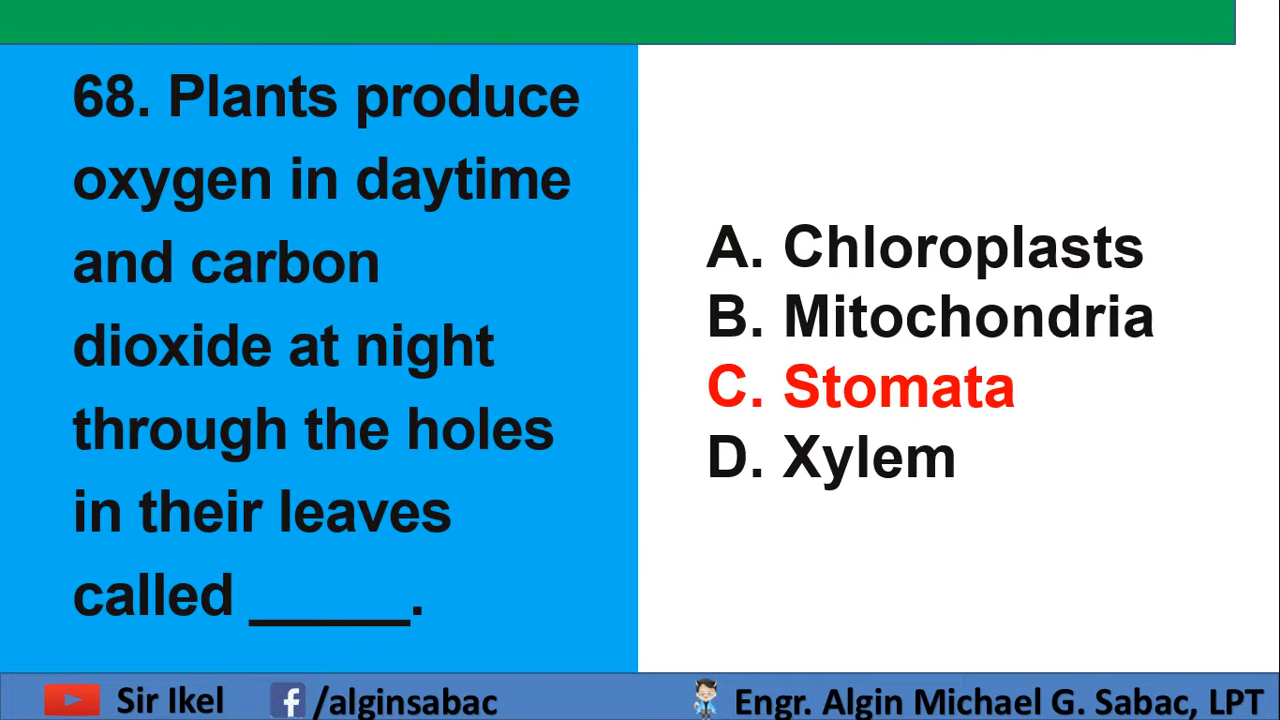 68. Plants produce
oxygen in daytime
and carbon
dioxide at night
through the holes
in their leaves
called _____.
A. Chloroplasts
B. Mitochondria
C. Stomata
D. Xylem
Sir Ikel
/alginsabac
Engr. Algin Michael G. Sabac, LPT